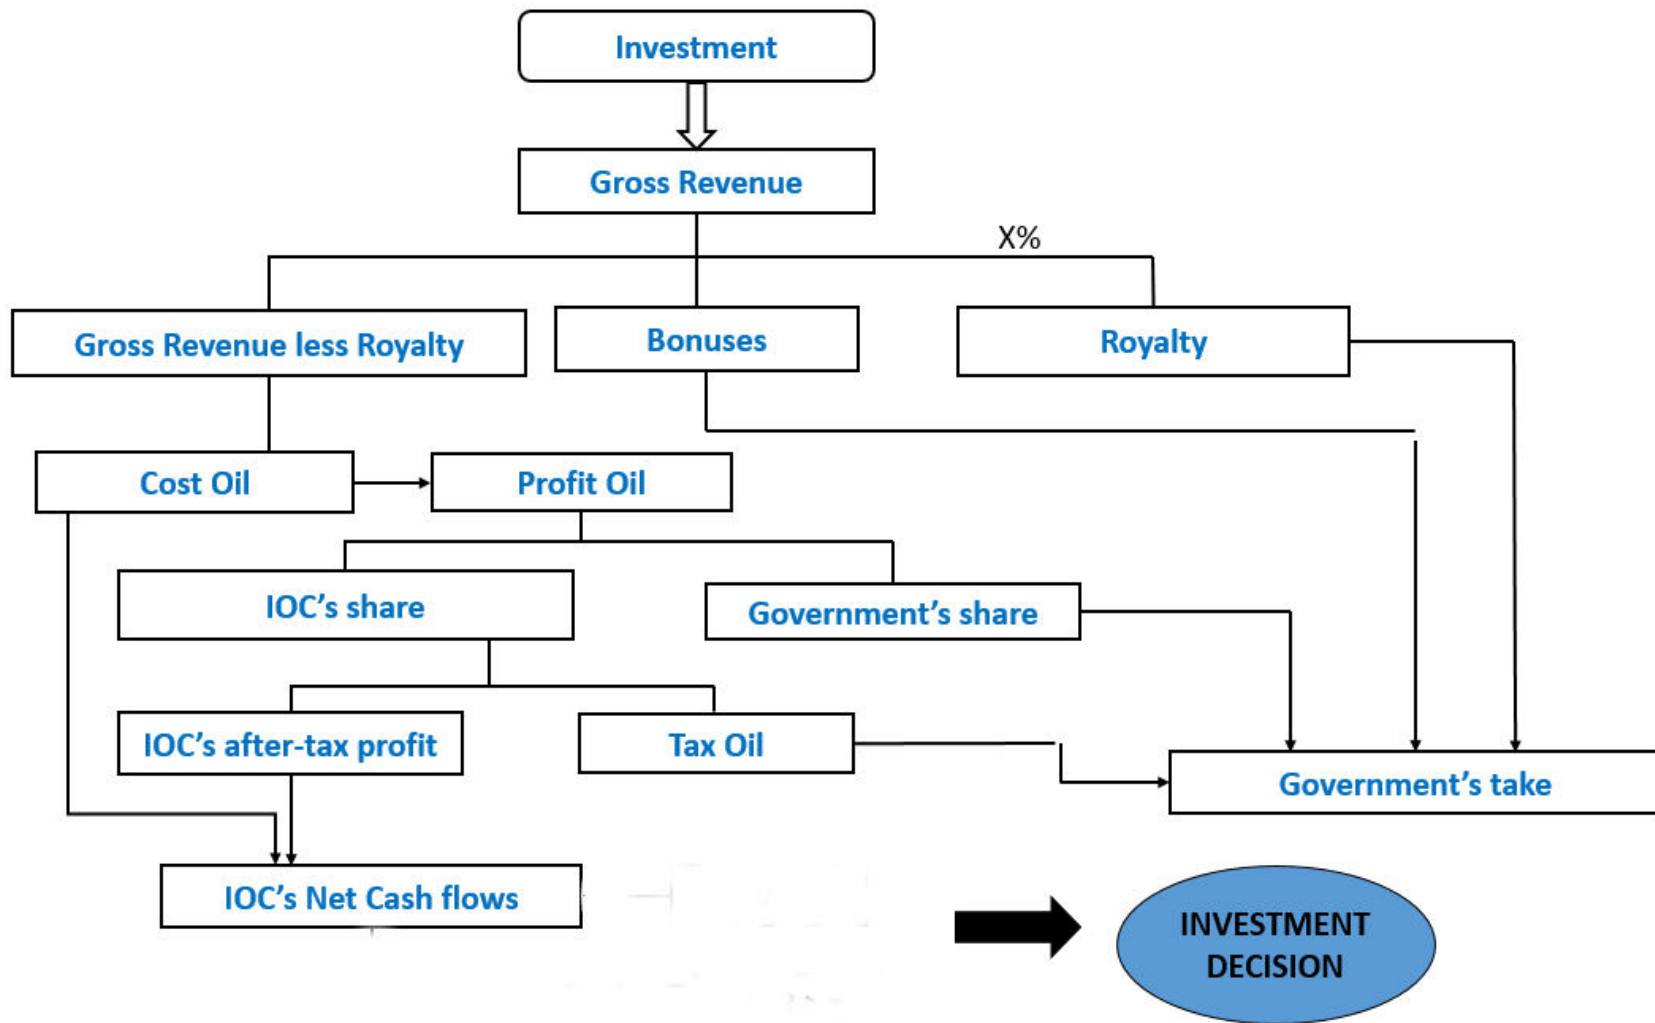 Investment
Gross Revenue
X%
Gross Revenue less Royalty
Bonuses
Royalty
Cost Oil
Profit Oil
IOC’s share
Government’s share
IOC’s after-tax profit
Tax Oil
Government’s take
IOC’s Net Cash flows
INVESTMENT
DECISION